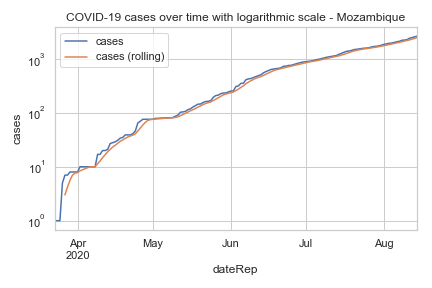 COVID-19 cases over time with logarithmic scale - Mozambique
cases
cases (rolling)
10³
10²
10¹
10⁰
cases
Apr
2020
May
Jun
Jul
Aug
dateRep